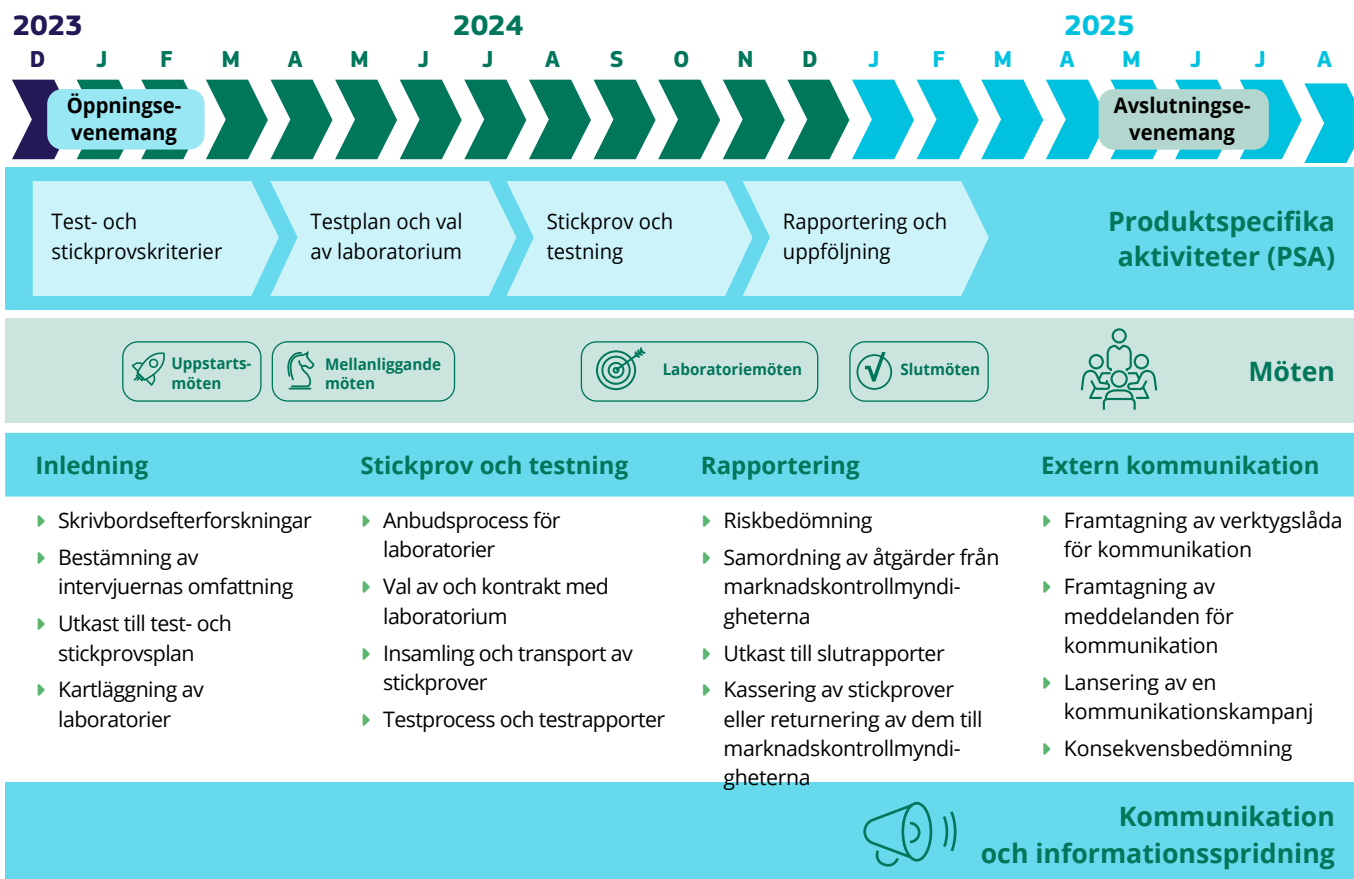 2023
2024
2025
D J F M A M J J A S O N D J F M A M J J A
Öppningse-
venemang
Avslutningse-
venemang
Test- och
stickprovskriterier
Testplan och val
av laboratorium
Stickprov och
testning
Rapportering och
uppföljning
Produktspecifika
aktiviteter (PSA)
Uppstarts-
möten
Mellanliggande
möten
Laboratoriemöten
Slutmöten
Möten
Inledning
Skrivbordsefterforskningar
Bestämning av
intervjuernas omfattning
Utkast till test- och
stickprovsplan
Kartläggning av
laboratorier
Stickprov och testning
Anbudsprocess för
laboratorier
Val av och kontrakt med
laboratorium
Insamling och transport av
stickprover
Testprocess och testrapporter
Rapportering
Riskbedömning
Samordning av åtgärder från
marknadskontrollmyndi-
gheterna
Utkast till slutrapporter
Kassering av stickprover
eller returnering av dem till
marknadskontrollmyndi-
gheterna
Extern kommunikation
Framtagning av verktygslåda
för kommunikation
Framtagning av
meddelanden för
kommunikation
Lansering av en
kommunikationskampanj
Konsekvensbedömning
Kommunikation
och informationsspridning